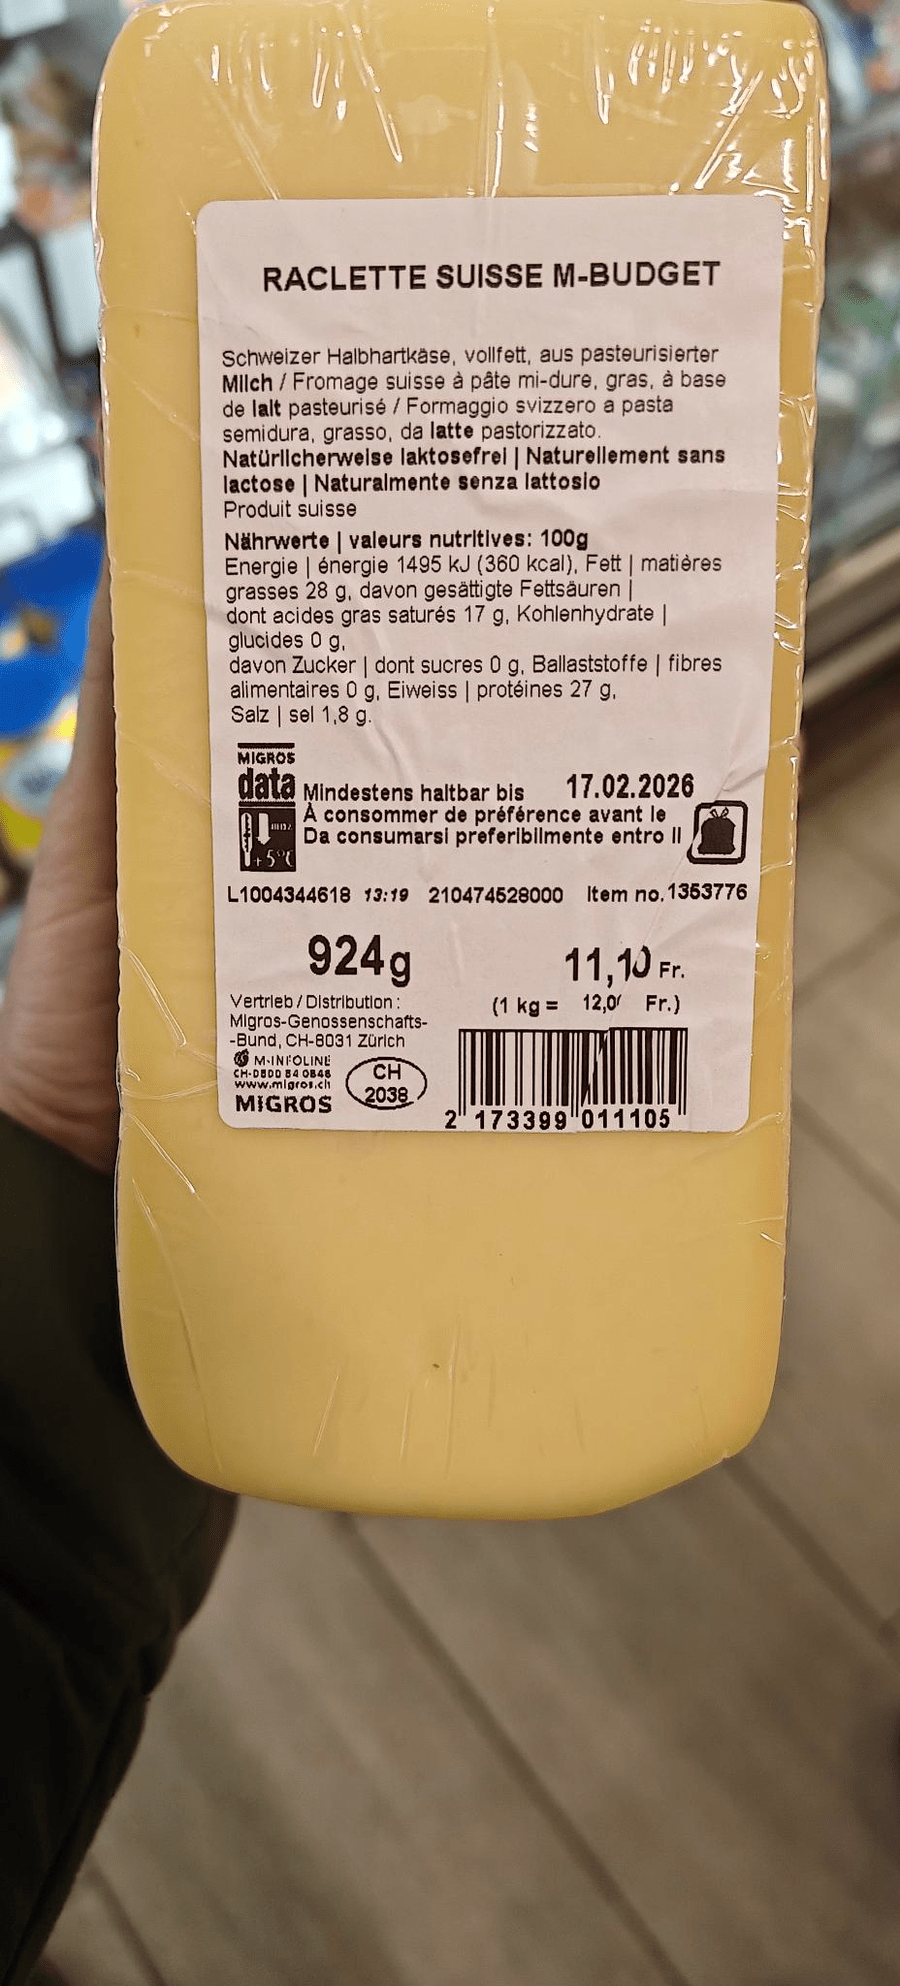 RACLETTE SUISSE M-BUDGET
Schweizer Halbhartkäse, vollfett, aus pasteurisierter
Milch / Fromage suisse à pâte mi-dure, gras, à base
de lait pasteurisé / Formaggio svizzero a pasta
semidura, grasso, da latte pastorizzato.
Natürlicherweise laktosefrei | Naturellement sans
lactose | Naturalmente senza lattosio
Produit suisse
Nährwerte | valeurs nutritives: 100g
Energie | énergie 1495 kJ (360 kcal), Fett | matières
grasses 28 g, davon gesättigte Fettsäuren |
dont acides gras saturés 17 g, Kohlenhydrate |
glucides 0 g,
davon Zucker | dont sucres 0 g, Ballaststoffe | fibres
alimentaires 0 g, Eiweiss | protéines 27 g,
Salz | sel 1,8 g.
MIGROS
data
Mindestens haltbar bis 17.02.2026
À consommer de préférence avant le
Da consumarsi preferibilmente entro il
+5°C
L1004344618 13:19 210474528000 Item no. 1353776
924g 11,10 Fr.
(1 kg = 12,0 Fr.)
Vertrieb / Distribution :
Migros-Genossenschafts-
-Bund, CH-8031 Zürich
M-INFOLINE
CH-0800 84 0848
www.migros.ch
MIGROS
CH
2038
2 173399 011105